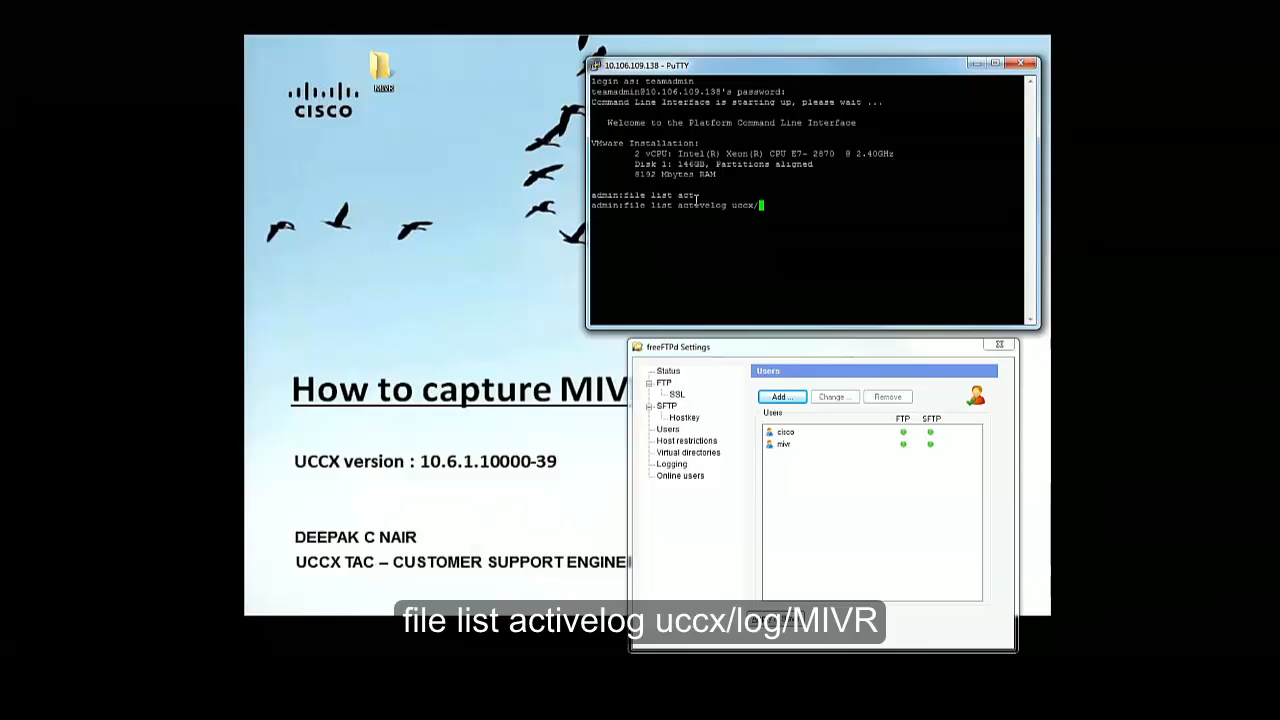 MIVR
CISCO
10.106.109.138 - PuTTY
login as: teamadmin
teamadmin@10.106.109.138's password:
Command Line Interface is starting up, please wait ...
Welcome to the Platform Command Line Interface
VMware Installation:
2 vCPU: Intel(R) Xeon(R) CPU E7- 2870 @ 2.40GHz
Disk 1: 146GB, Partitions aligned
8192 Mbytes RAM
admin:file list act
admin:file list activelog uccx/
freeFTPd Settings
Status
FTP
SSL
SFTP
Hostkey
Users
Host restrictions
Virtual directories
Logging
Online users
Users
Add ...
Change ...
Remove
Users
FTP
SFTP
cisco
mivr
How to capture MIV
UCCX version : 10.6.1.10000-39
DEEPAK C NAIR
UCCX TAC – CUSTOMER SUPPORT ENGINE
file list activelog uccx/log/MIVR